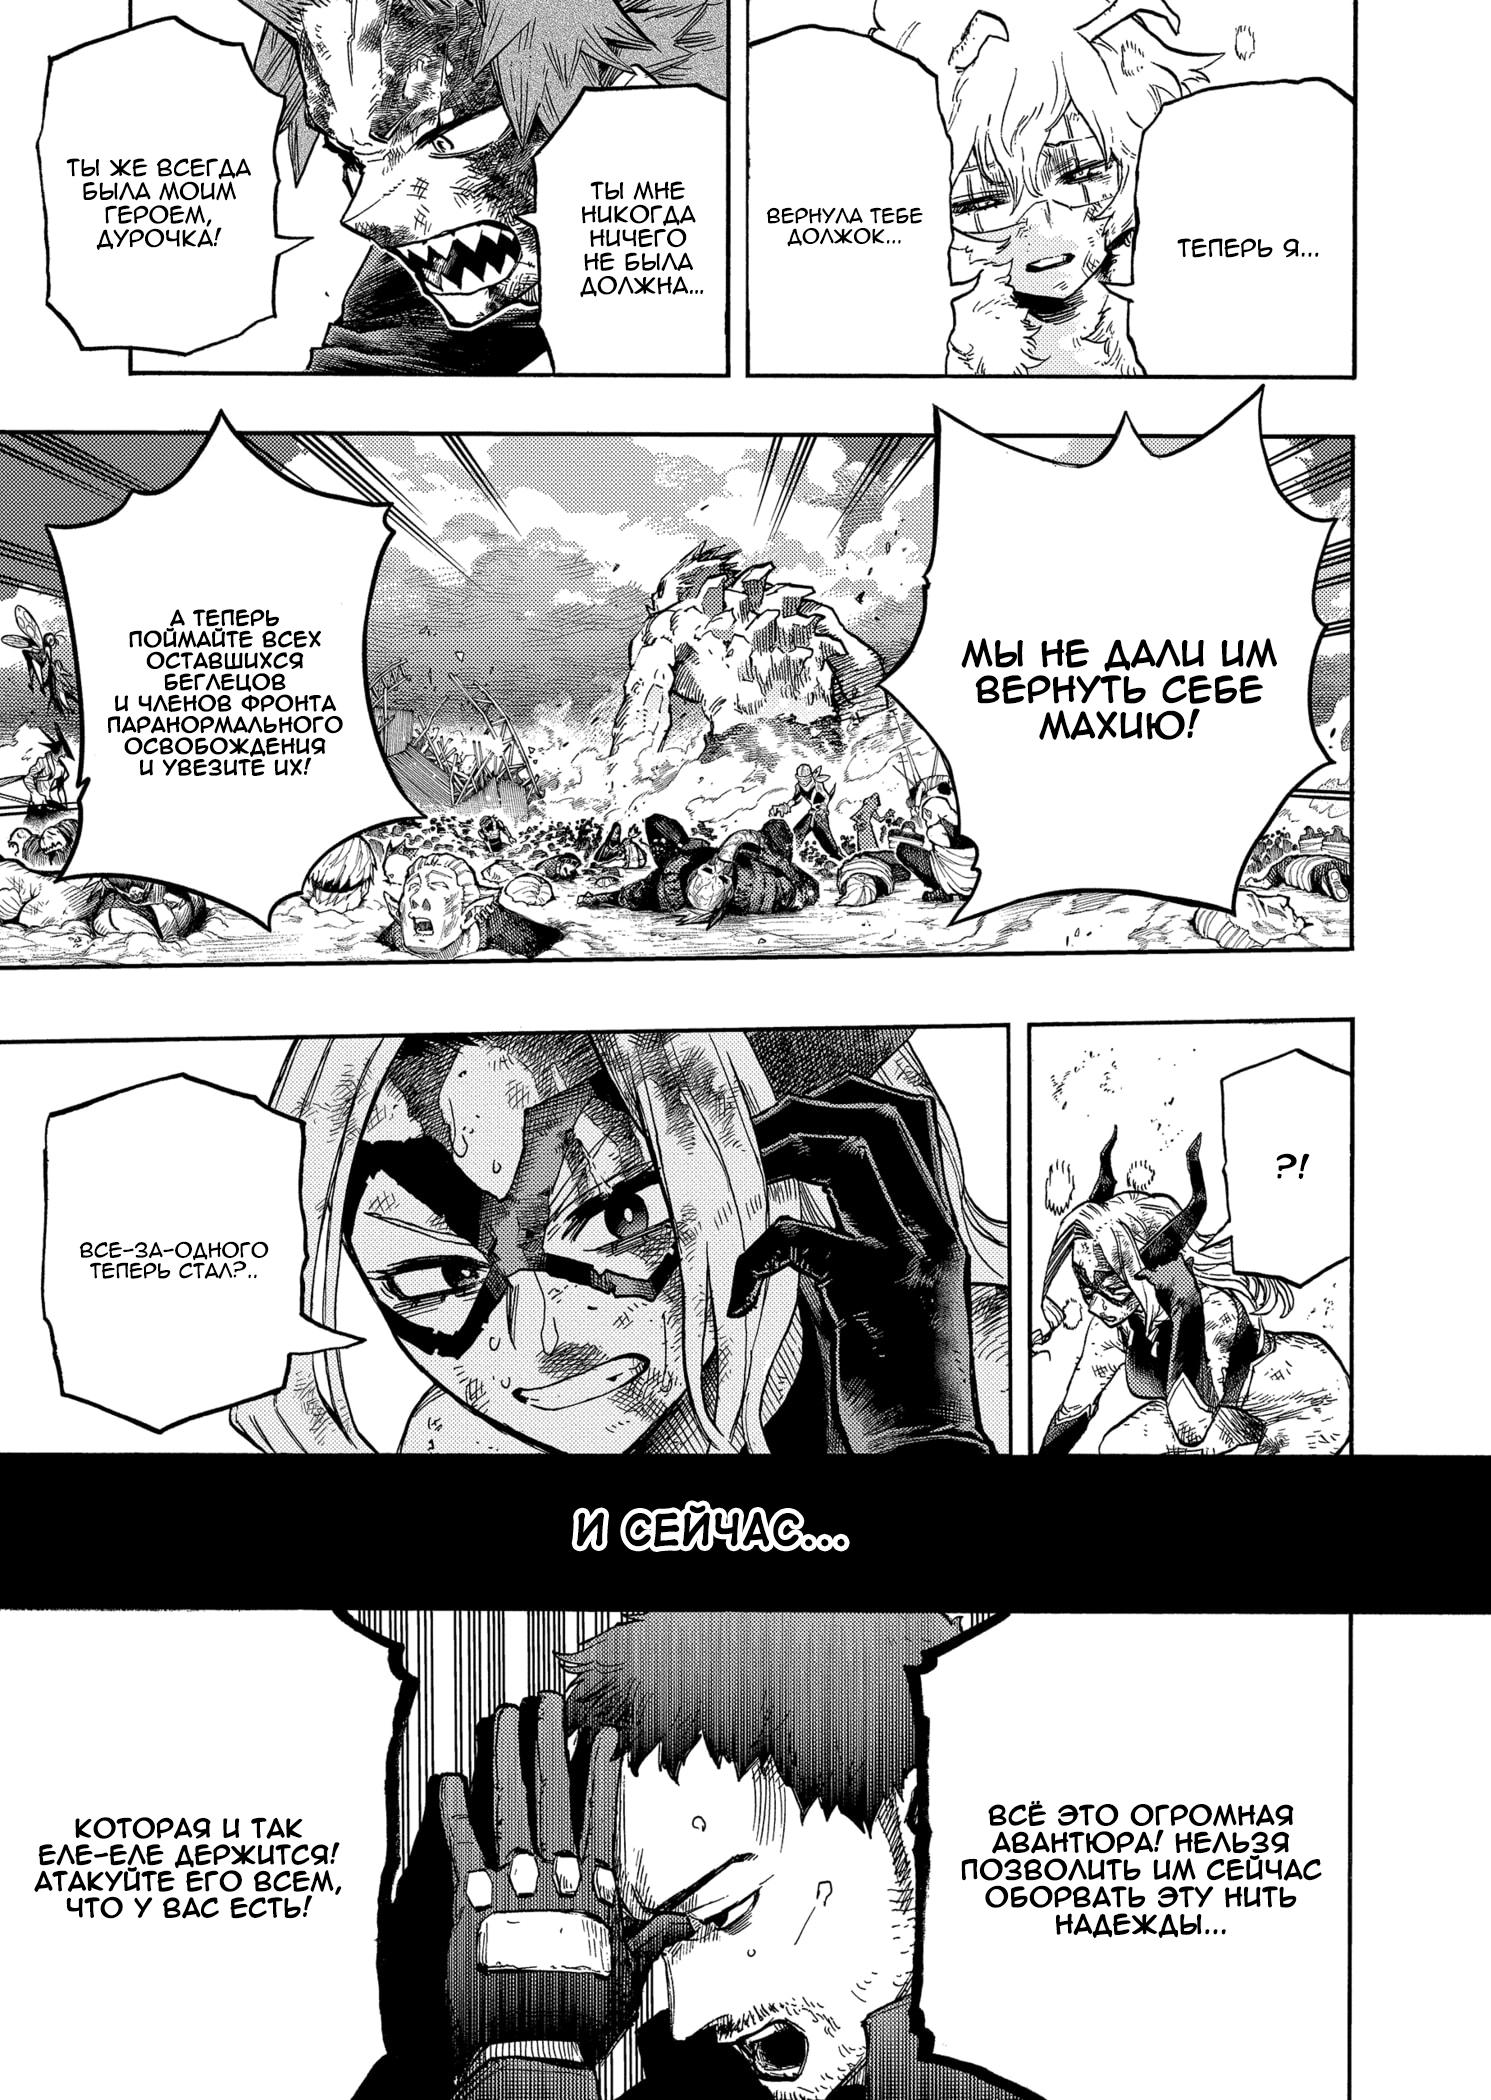 ТЕПЕРЬ Я...
ВЕРНУЛА ТЕБЕ
ДОЛЖОК...
ТЫ МНЕ
НИКОГДА
НИЧЕГО
НЕ БЫЛА
ДОЛЖНА...
ТЫ ЖЕ ВСЕГДА
БЫЛА МОИМ
ГЕРОЕМ,
ДУРОЧКА!
МЫ НЕ ДАЛИ ИМ
ВЕРНУТЬ СЕБЕ
МАХИЮ!
А ТЕПЕРЬ
ПОЙМАЙТЕ ВСЕХ
ОСТАВШИХСЯ
БЕГЛЕЦОВ
И ЧЛЕНОВ ФРОНТА
ПАРАНОРМАЛЬНОГО
ОСВОБОЖДЕНИЯ
И УВЕЗИТЕ ИХ!
?!
ВСЕ-ЗА-ОДНОГО
ТЕПЕРЬ СТАЛ?..
И СЕЙЧАС...
ВСЁ ЭТО ОГРОМНАЯ
АВАНТЮРА! НЕЛЬЗЯ
ПОЗВОЛИТЬ ИМ СЕЙЧАС
ОБОРВАТЬ ЭТУ НИТЬ
НАДЕЖДЫ...
КОТОРАЯ И ТАК
ЕЛЕ-ЕЛЕ ДЕРЖИТСЯ!
АТАКУЙТЕ ЕГО ВСЕМ,
ЧТО У ВАС ЕСТЬ!